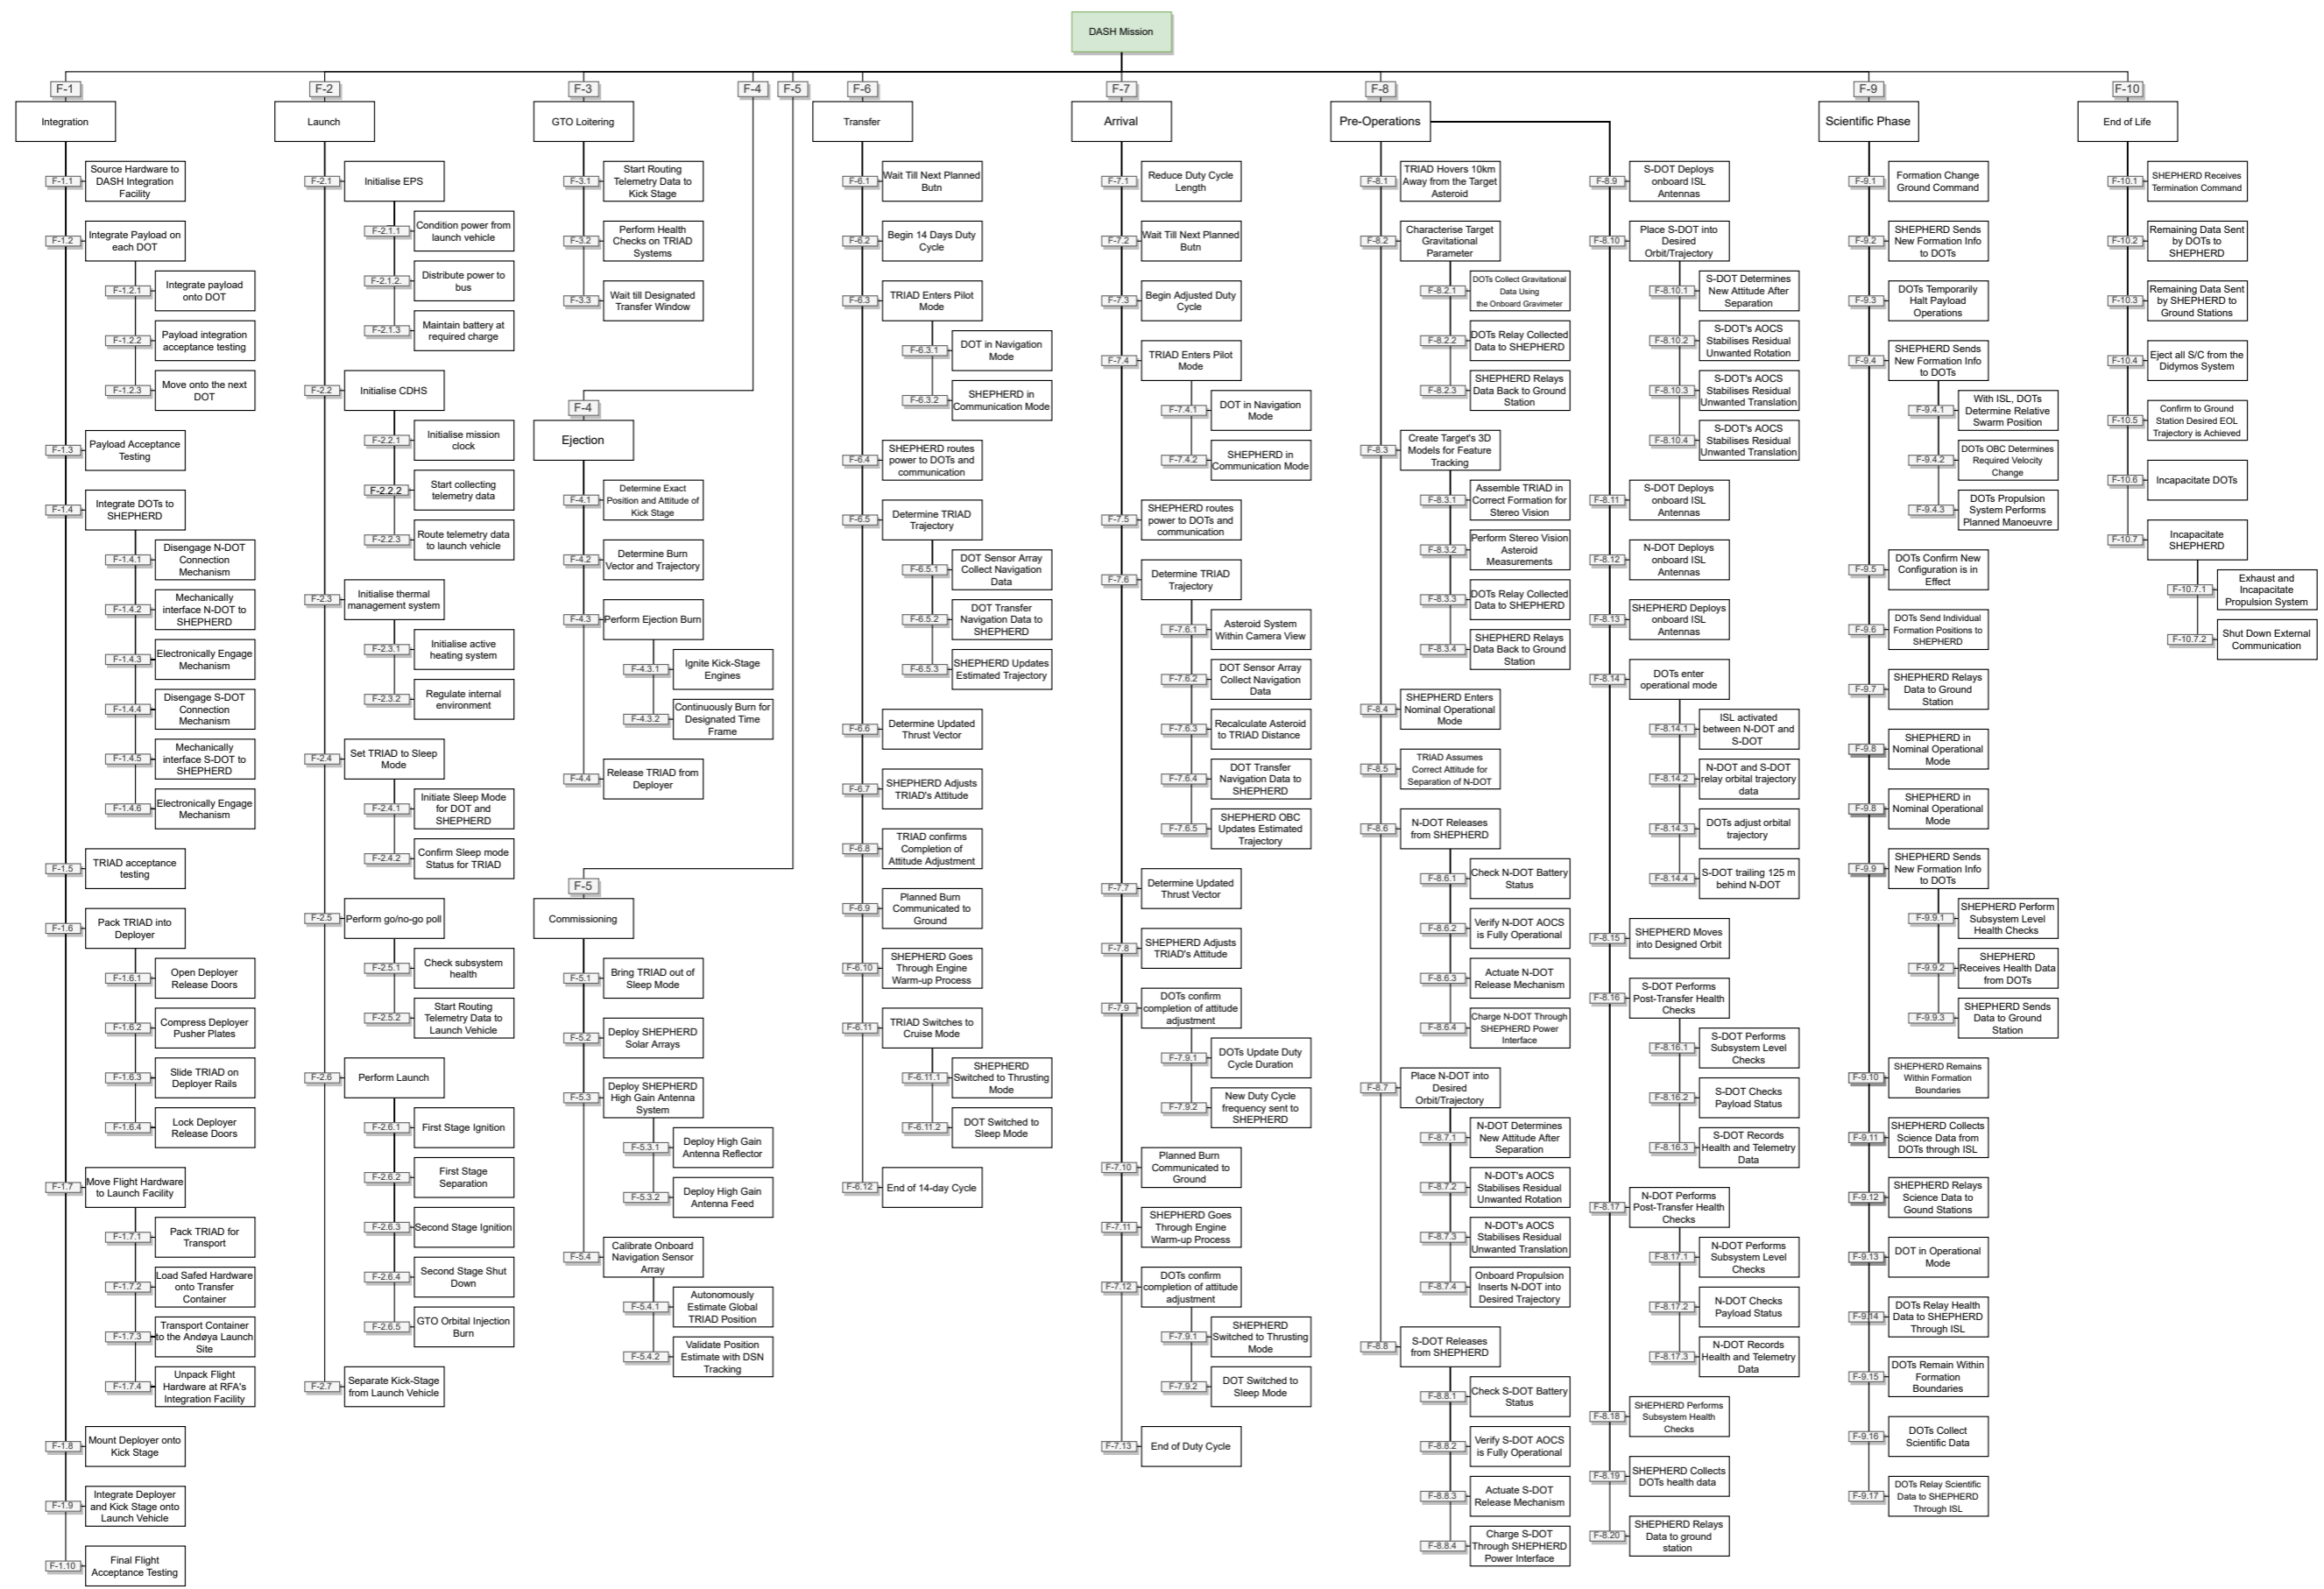 DASH Mission
F-1
Integration
F-1.1
Source Hardware to
DASH Integration
Facility
F-1.2
Integrate Payload on
each DOT
F-1.2.1
Integrate payload
onto DOT
F-1.2.2
Payload integration
acceptance testing
F-1.2.3
Move onto the next
DOT
F-1.3
Payload Acceptance
Testing
F-1.4
Integrate DOTs to
SHEPHERD
F-1.4.1
Disengage N-DOT
Connection
Mechanism
F-1.4.2
Mechanically
interface N-DOT to
SHEPHERD
F-1.4.3
Electronically Engage
Mechanism
F-1.4.4
Disengage S-DOT
Connection
Mechanism
F-1.4.5
Mechanically
interface S-DOT to
SHEPHERD
F-1.4.6
Electronically Engage
Mechanism
F-1.5
TRIAD acceptance
testing
F-1.6
Pack TRIAD into
Deployer
F-1.6.1
Open Deployer
Release Doors
F-1.6.2
Compress Deployer
Pusher Plates
F-1.6.3
Slide TRIAD on
Deployer Rails
F-1.6.4
Lock Deployer
Release Doors
F-1.7
Move Flight Hardware
to Launch Facility
F-1.7.1
Pack TRIAD for
Transport
F-1.7.2
Load Safed Hardware
onto Transfer
Container
F-1.7.3
Transport Container
to the Andøya Launch
Site
F-1.7.4
Unpack Flight
Hardware at RFA's
Integration Facility
F-1.8
Mount Deployer onto
Kick Stage
F-1.9
Integrate Deployer
and Kick Stage onto
Launch Vehicle
F-1.10
Final Flight
Acceptance Testing
F-2
Launch
F-2.1
Initialise EPS
F-2.1.1
Condition power from
launch vehicle
F-2.1.2.
Distribute power to
bus
F-2.1.3
Maintain battery at
required charge
F-2.2
Initialise CDHS
F-2.2.1
Initialise mission
clock
F-2.2.2
Start collecting
telemetry data
F-2.2.3
Route telemetry data
to launch vehicle
F-2.3
Initialise thermal
management system
F-2.3.1
Initialise active
heating system
F-2.3.2
Regulate internal
environment
F-2.4
Set TRIAD to Sleep
Mode
F-2.4.1
Initiate Sleep Mode
for DOT and
SHEPHERD
F-2.4.2
Confirm Sleep mode
Status for TRIAD
F-2.5
Perform go/no-go poll
F-2.5.1
Check subsystem
health
F-2.5.2
Start Routing
Telemetry Data to
Launch Vehicle
F-2.6
Perform Launch
F-2.6.1
First Stage Ignition
F-2.6.2
First Stage
Separation
F-2.6.3
Second Stage Ignition
F-2.6.4
Second Stage Shut
Down
F-2.6.5
GTO Orbital Injection
Burn
F-2.7
Separate Kick-Stage
from Launch Vehicle
F-3
GTO Loitering
F-3.1
Start Routing
Telemetry Data to
Kick Stage
F-3.2
Perform Health
Checks on TRIAD
Systems
F-3.3
Wait till Designated
Transfer Window
F-4
F-4
Ejection
F-4.1
Determine Exact
Position and Attitude of
Kick Stage
F-4.2
Determine Burn
Vector and Trajectory
F-4.3
Perform Ejection Burn
F-4.3.1
Ignite Kick-Stage
Engines
F-4.3.2
Continuously Burn for
Designated Time
Frame
F-4.4
Release TRIAD from
Deployer
F-5
F-5
Commissioning
F-5.1
Bring TRIAD out of
Sleep Mode
F-5.2
Deploy SHEPHERD
Solar Arrays
F-5.3
Deploy SHEPHERD
High Gain Antenna
System
F-5.3.1
Deploy High Gain
Antenna Reflector
F-5.3.2
Deploy High Gain
Antenna Feed
F-5.4
Calibrate Onboard
Navigation Sensor
Array
F-5.4.1
Autonomously
Estimate Global
TRIAD Position
F-5.4.2
Validate Position
Estimate with DSN
Tracking
F-6
Transfer
F-6.1
Wait Till Next Planned
Butn
F-6.2
Begin 14 Days Duty
Cycle
F-6.3
TRIAD Enters Pilot
Mode
F-6.3.1
DOT in Navigation
Mode
F-6.3.2
SHEPHERD in
Communication Mode
F-6.4
SHEPHERD routes
power to DOTs and
communication
F-6.5
Determine TRIAD
Trajectory
F-6.5.1
DOT Sensor Array
Collect Navigation
Data
F-6.5.2
DOT Transfer
Navigation Data to
SHEPHERD
F-6.5.3
SHEPHERD Updates
Estimated Trajectory
F-6.6
Determine Updated
Thrust Vector
F-6.7
SHEPHERD Adjusts
TRIAD's Attitude
F-6.8
TRIAD confirms
Completion of
Attitude Adjustment
F-6.9
Planned Burn
Communicated to
Ground
F-6.10
SHEPHERD Goes
Through Engine
Warm-up Process
F-6.11
TRIAD Switches to
Cruise Mode
F-6.11.1
SHEPHERD
Switched to Thrusting
Mode
F-6.11.2
DOT Switched to
Sleep Mode
F-6.12
End of 14-day Cycle
F-7
Arrival
F-7.1
Reduce Duty Cycle
Length
F-7.2
Wait Till Next Planned
Butn
F-7.3
Begin Adjusted Duty
Cycle
F-7.4
TRIAD Enters Pilot
Mode
F-7.4.1
DOT in Navigation
Mode
F-7.4.2
SHEPHERD in
Communication Mode
F-7.5
SHEPHERD routes
power to DOTs and
communication
F-7.6
Determine TRIAD
Trajectory
F-7.6.1
Asteroid System
Within Camera View
F-7.6.2
DOT Sensor Array
Collect Navigation
Data
F-7.6.3
Recalculate Asteroid
to TRIAD Distance
F-7.6.4
DOT Transfer
Navigation Data to
SHEPHERD
F-7.6.5
SHEPHERD OBC
Updates Estimated
Trajectory
F-7.7
Determine Updated
Thrust Vector
F-7.8
SHEPHERD Adjusts
TRIAD's Attitude
F-7.9
DOTs confirm
completion of attitude
adjustment
F-7.9.1
DOTs Update Duty
Cycle Duration
F-7.9.2
New Duty Cycle
frequency sent to
SHEPHERD
F-7.10
Planned Burn
Communicated to
Ground
F-7.11
SHEPHERD Goes
Through Engine
Warm-up Process
F-7.12
DOTs confirm
completion of attitude
adjustment
F-7.9.1
SHEPHERD
Switched to Thrusting
Mode
F-7.9.2
DOT Switched to
Sleep Mode
F-7.13
End of Duty Cycle
F-8
Pre-Operations
F-8.1
TRIAD Hovers 10km
Away from the Target
Asteroid
F-8.2
Characterise Target
Gravitational
Parameter
F-8.2.1
DOTs Collect Gravitational
Data Using
the Onboard Gravimeter
F-8.2.2
DOTs Relay Collected
Data to SHEPHERD
F-8.2.3
SHEPHERD Relays
Data Back to Ground
Station
F-8.3
Create Target's 3D
Models for Feature
Tracking
F-8.3.1
Assemble TRIAD in
Correct Formation for
Stereo Vision
F-8.3.2
Perform Stereo Vision
Asteroid
Measurements
F-8.3.3
DOTs Relay Collected
Data to SHEPHERD
F-8.3.4
SHEPHERD Relays
Data Back to Ground
Station
F-8.4
SHEPHERD Enters
Nominal Operational
Mode
F-8.5
TRIAD Assumes
Correct Attitude for
Separation of N-DOT
F-8.6
N-DOT Releases
from SHEPHERD
F-8.6.1
Check N-DOT Battery
Status
F-8.6.2
Verify N-DOT AOCS
is Fully Operational
F-8.6.3
Actuate N-DOT
Release Mechanism
F-8.6.4
Charge N-DOT Through
SHEPHERD Power
Interface
F-8.7
Place N-DOT into
Desired
Orbit/Trajectory
F-8.7.1
N-DOT Determines
New Attitude After
Separation
F-8.7.2
N-DOT's AOCS
Stabilises Residual
Unwanted Rotation
F-8.7.3
N-DOT's AOCS
Stabilises Residual
Unwanted Translation
F-8.7.4
Onboard Propulsion
Inserts N-DOT into
Desired Trajectory
F-8.8
S-DOT Releases
from SHEPHERD
F-8.8.1
Check S-DOT Battery
Status
F-8.8.2
Verify S-DOT AOCS
is Fully Operational
F-8.8.3
Actuate S-DOT
Release Mechanism
F-8.8.4
Charge S-DOT
Through SHEPHERD
Power Interface
F-8.9
S-DOT Deploys
onboard ISL
Antennas
F-8.10
Place S-DOT into
Desired
Orbit/Trajectory
F-8.10.1
S-DOT Determines
New Attitude After
Separation
F-8.10.2
S-DOT's AOCS
Stabilises Residual
Unwanted Rotation
F-8.10.3
S-DOT's AOCS
Stabilises Residual
Unwanted Translation
F-8.10.4
S-DOT's AOCS
Stabilises Residual
Unwanted Translation
F-8.11
S-DOT Deploys
onboard ISL
Antennas
F-8.12
N-DOT Deploys
onboard ISL
Antennas
F-8.13
SHEPHERD Deploys
onboard ISL
Antennas
F-8.14
DOTs enter
operational mode
F-8.14.1
ISL activated
between N-DOT and
S-DOT
F-8.14.2
N-DOT and S-DOT
relay orbital trajectory
data
F-8.14.3
DOTs adjust orbital
trajectory
F-8.14.4
S-DOT trailing 125 m
behind N-DOT
F-8.15
SHEPHERD Moves
into Designed Orbit
F-8.16
S-DOT Performs
Post-Transfer Health
Checks
F-8.16.1
S-DOT Performs
Subsystem Level
Checks
F-8.16.2
S-DOT Checks
Payload Status
F-8.16.3
S-DOT Records
Health and Telemetry
Data
F-8.17
N-DOT Performs
Post-Transfer Health
Checks
F-8.17.1
N-DOT Performs
Subsystem Level
Checks
F-8.17.2
N-DOT Checks
Payload Status
F-8.17.3
N-DOT Records
Health and Telemetry
Data
F-8.18
SHEPHERD Performs
Subsystem Health
Checks
F-8.19
SHEPHERD Collects
DOTs health data
F-8.20
SHEPHERD Relays
Data to ground
station
F-9
Scientific Phase
F-9.1
Formation Change
Ground Command
F-9.2
SHEPHERD Sends
New Formation Info
to DOTs
F-9.3
DOTs Temporarily
Halt Payload
Operations
F-9.4
SHEPHERD Sends
New Formation Info
to DOTs
F-9.4.1
With ISL, DOTs
Determine Relative
Swarm Position
F-9.4.2
DOTs OBC Determines
Required Velocity
Change
F-9.4.3
DOTs Propulsion
System Performs
Planned Manoeuvre
F-9.5
DOTs Confirm New
Configuration is in
Effect
F-9.6
DOTs Send Individual
Formation Positions to
SHEPHERD
F-9.7
SHEPHERD Relays
Data to Ground
Station
F-9.8
SHEPHERD in
Nominal Operational
Mode
F-9.8
SHEPHERD in
Nominal Operational
Mode
F-9.9
SHEPHERD Sends
New Formation Info
to DOTs
F-9.9.1
SHEPHERD Perform
Subsystem Level
Health Checks
F-9.9.2
SHEPHERD
Receives Health Data
from DOTs
F-9.9.3
SHEPHERD Sends
Data to Ground
Station
F-9.10
SHEPHERD Remains
Within Formation
Boundaries
F-9.11
SHEPHERD Collects
Science Data from
DOTs through ISL
F-9.12
SHEPHERD Relays
Science Data to
Gound Stations
F-9.13
DOT in Operational
Mode
F-9.14
DOTs Relay Health
Data to SHEPHERD
Through ISL
F-9.15
DOTs Remain Within
Formation
Boundaries
F-9.16
DOTs Collect
Scientific Data
F-9.17
DOTs Relay Scientific
Data to SHEPHERD
Through ISL
F-10
End of Life
F-10.1
SHEPHERD Receives
Termination Command
F-10.2
Remaining Data Sent
by DOTs to
SHEPHERD
F-10.3
Remaining Data Sent
by SHEPHERD to
Ground Stations
F-10.4
Eject all S/C from the
Didymos System
F-10.5
Confirm to Ground
Station Desired EOL
Trajectory is Achieved
F-10.6
Incapacitate DOTs
F-10.7
Incapacitate
SHEPHERD
F-10.7.1
Exhaust and
Incapacitate
Propulsion System
F-10.7.2
Shut Down External
Communication